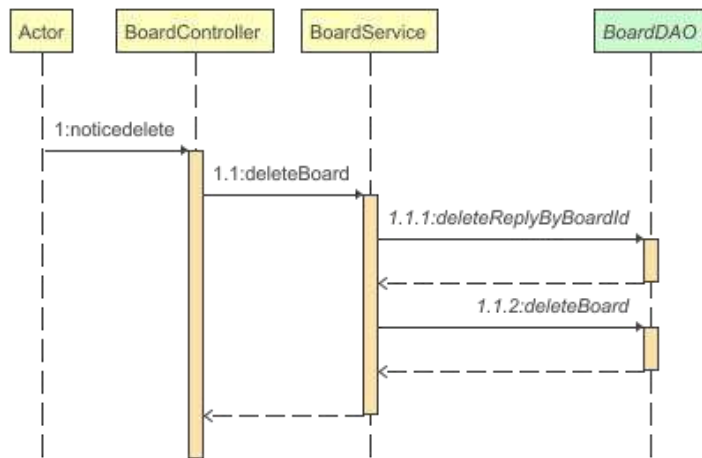 Actor
BoardController
BoardService
BoardDAO
1:noticedelete
1.1:deleteBoard
1.1.1:deleteReplyByBoardId
1.1.2:deleteBoard